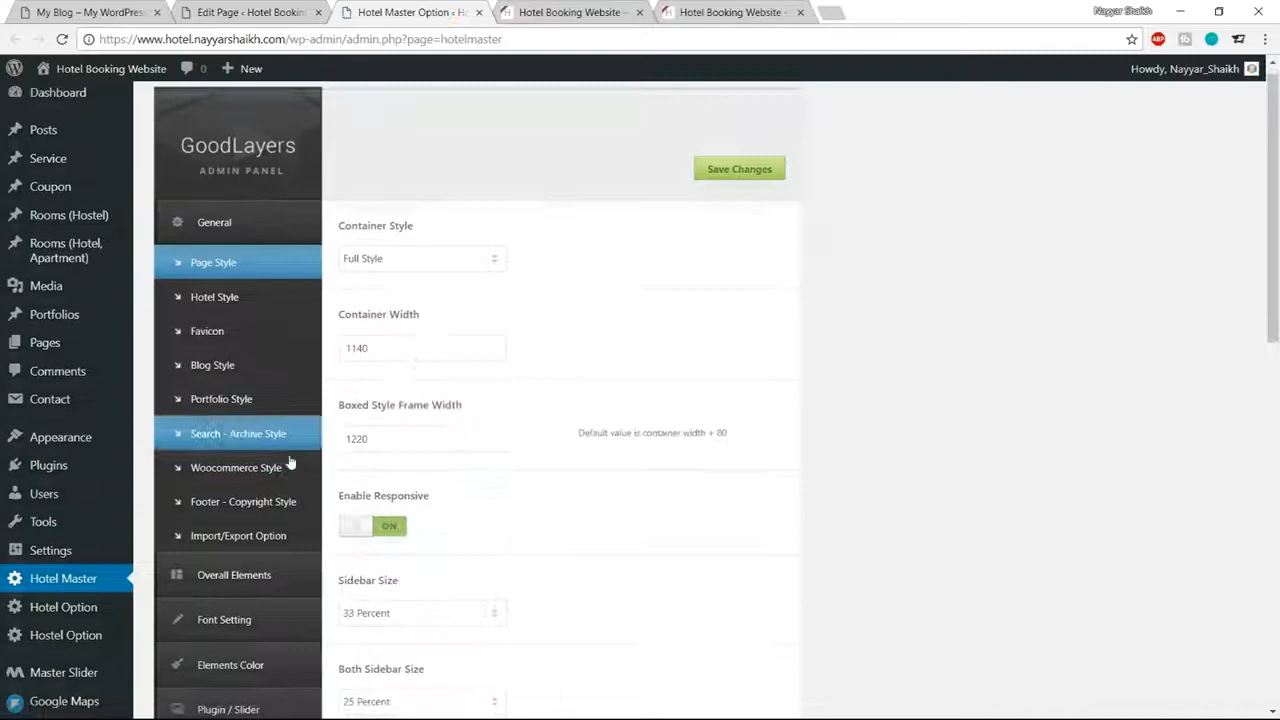 My Blog – My WordPress
Edit Page ‹ Hotel Booking
Hotel Master Option ‹ H
Hotel Booking Website –
Hotel Booking Website –
Nayyar Shaikh
https://www.hotel.nayyarshaikh.com/wp-admin/admin.php?page=hotelmaster
ABP
Hotel Booking Website
0
New
Howdy, Nayyar_Shaikh
Dashboard
Posts
Service
Coupon
Rooms (Hostel)
Rooms (Hotel,
Apartment)
Media
Portfolios
Pages
Comments
Contact
Appearance
Plugins
Users
Tools
Settings
Hotel Master
Hotel Option
Hostel Option
Master Slider
Google Maps
GoodLayers
ADMIN PANEL
General
Page Style
Hotel Style
Favicon
Blog Style
Portfolio Style
Search - Archive Style
Woocommerce Style
Footer - Copyright Style
Import/Export Option
Overall Elements
Font Setting
Elements Color
Plugin / Slider
Save Changes
Container Style
Full Style
Container Width
1140
Boxed Style Frame Width
1220
Default value is container width + 80
Enable Responsive
ON
Sidebar Size
33 Percent
Both Sidebar Size
25 Percent